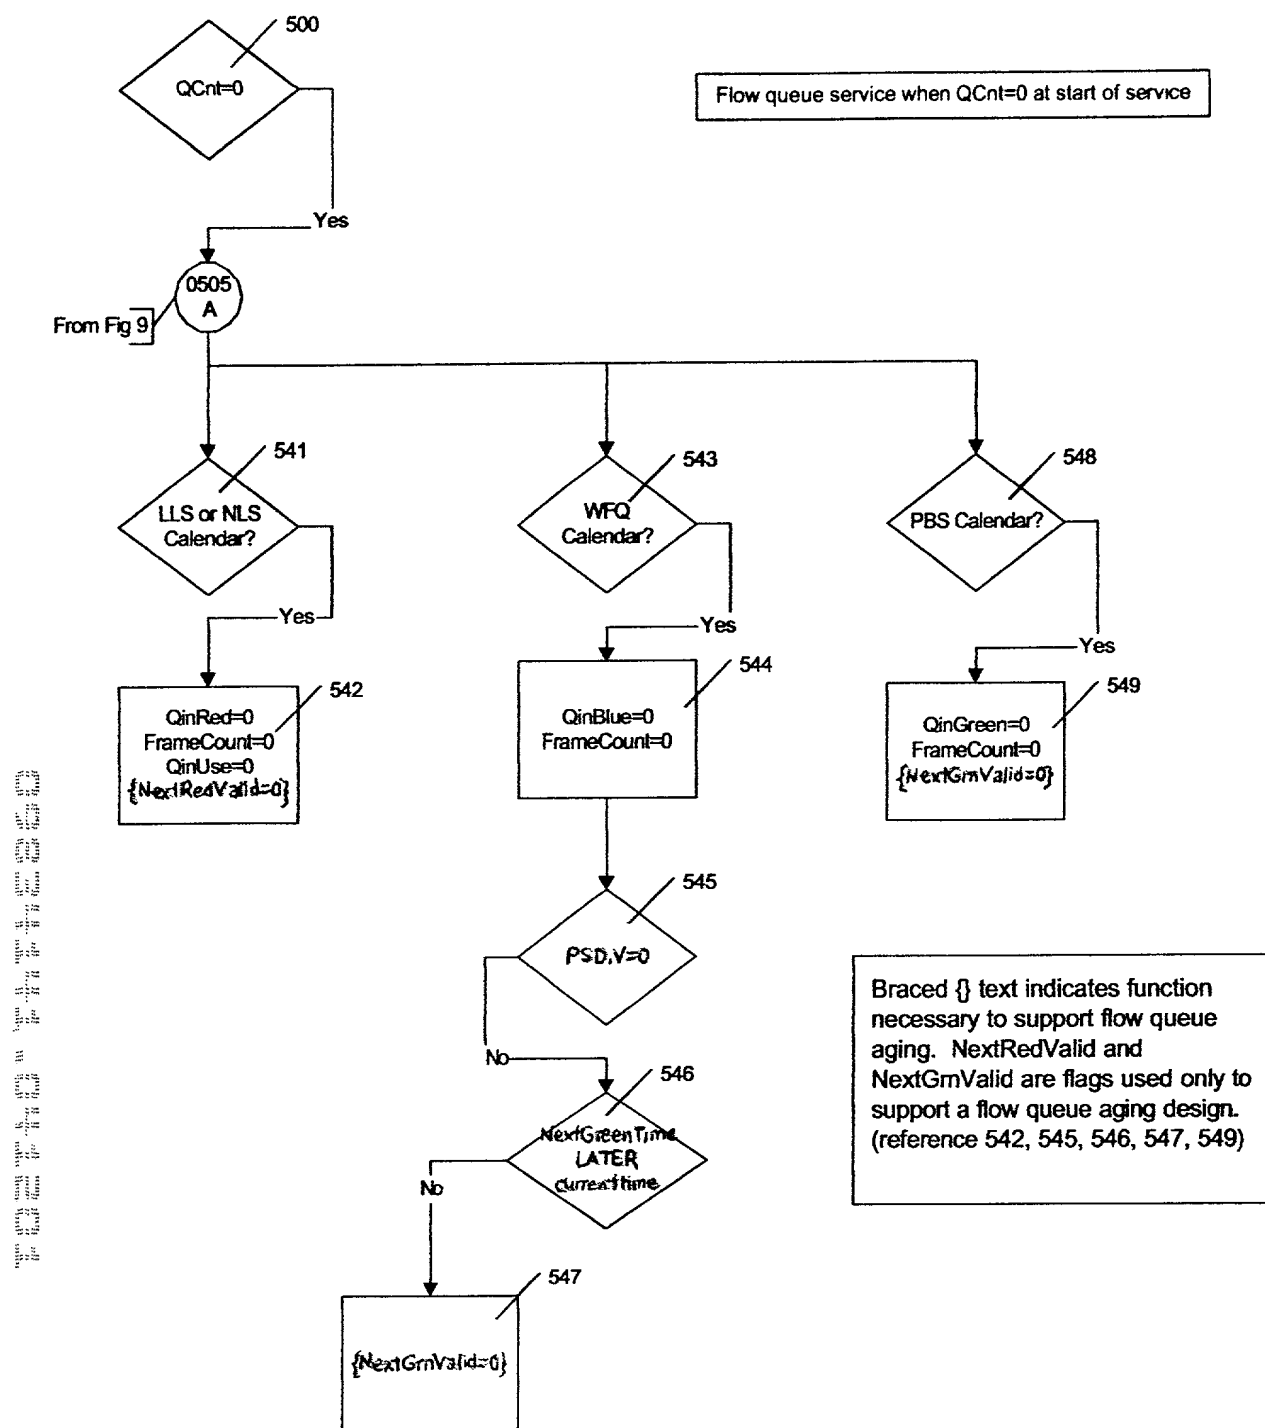 500
QCnt=0
Flow queue service when QCnt=0 at start of service
Yes
0505
A
From Fig 9
541
LLS or NLS
Calendar?
Yes
542
QinRed=0
FrameCount=0
QinUse=0
{NextRedValid=0}
543
WFQ
Calendar?
Yes
544
QinBlue=0
FrameCount=0
548
PBS Calendar?
Yes
549
QinGreen=0
FrameCount=0
{NextGrnValid=0}
545
PSD.V=0
No
546
NextGreenTime
LATER
currenttime
No
547
{NextGrnValid=0}
Braced {} text indicates function
necessary to support flow queue
aging. NextRedValid and
NextGrnValid are flags used only to
support a flow queue aging design.
(reference 542, 545, 546, 547, 549)